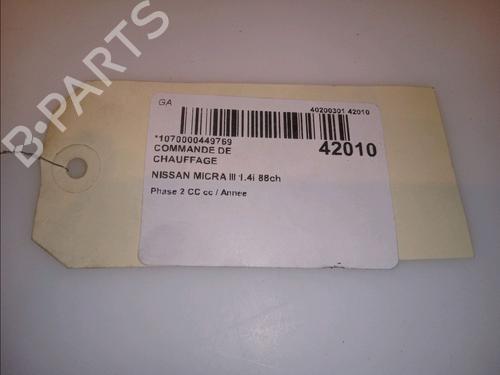 GA
40200301 42010
*1070000449769
42010
COMMANDE DE
CHAUFFAGE
NISSAN MICRA III 1.4i 88ch
Phase 2 CC cc / Annee
B-PARTS